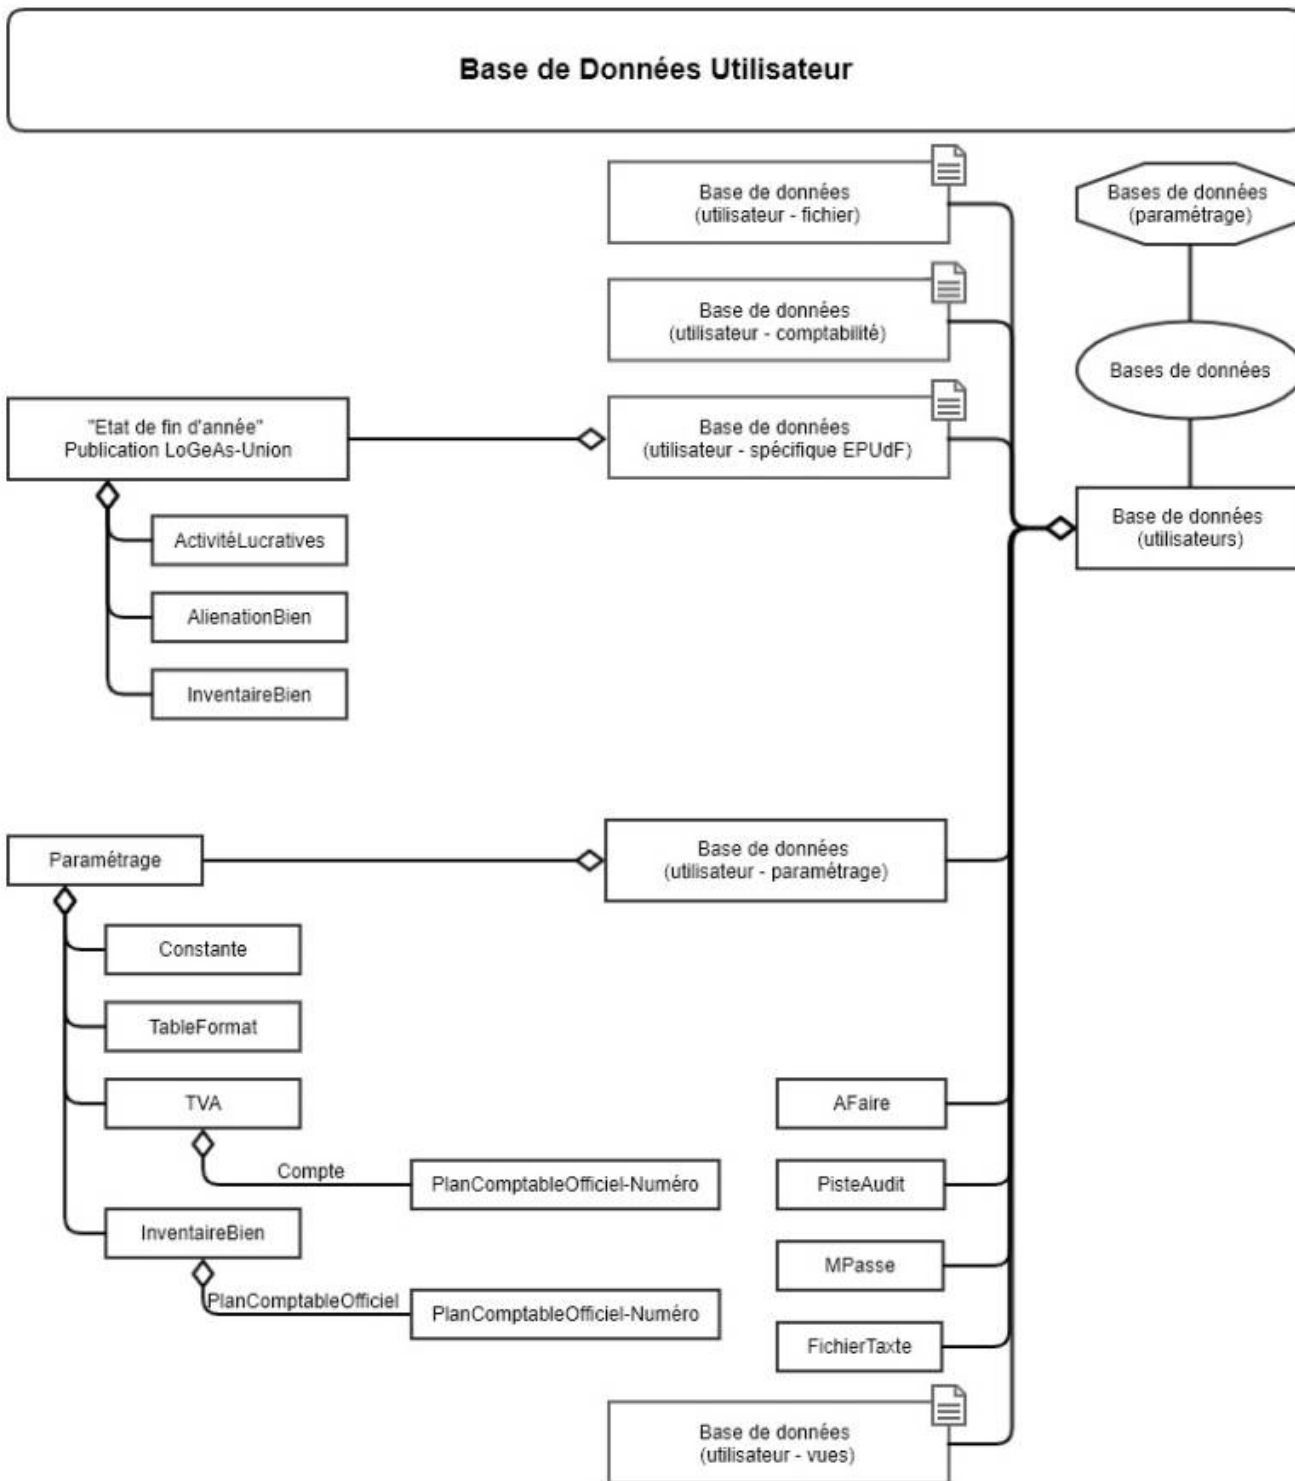 Base de Données Utilisateur
Base de données
(utilisateur - fichier)
Bases de données
(paramétrage)
Base de données
(utilisateur - comptabilité)
Bases de données
"Etat de fin d'année"
Publication LoGeAs-Union
Base de données
(utilisateur - spécifique EPUdF)
Base de données
(utilisateurs)
ActivitéLucratives
AlienationBien
InventaireBien
Paramétrage
Base de données
(utilisateur - paramétrage)
Constante
TableFormat
TVA
AFaire
Compte
PlanComptableOfficiel-Numéro
PisteAudit
InventaireBien
MPasse
PlanComptableOfficiel
PlanComptableOfficiel-Numéro
FichierTaxte
Base de données
(utilisateur - vues)